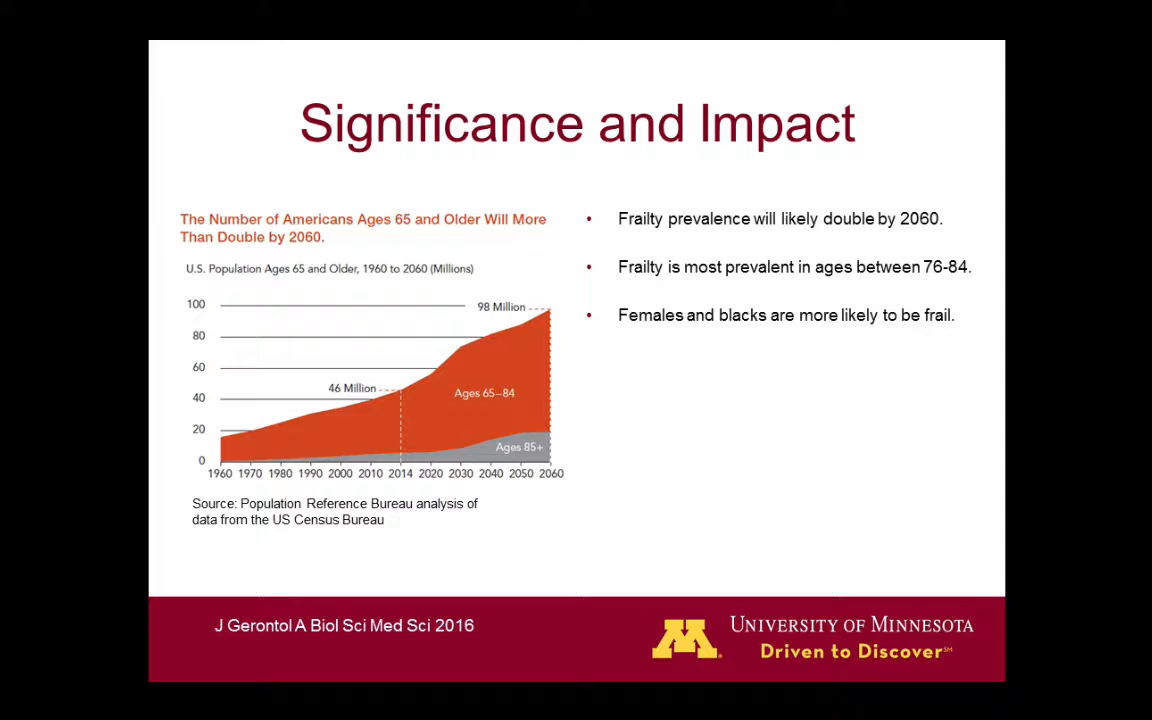 Significance and Impact
The Number of Americans Ages 65 and Older Will More
Than Double by 2060.
U.S. Population Ages 65 and Older, 1960 to 2060 (Millions)
100
80
60
40
20
0
98 Million
46 Million
Ages 65–84
Ages 85+
1960 1970 1980 1990 2000 2010 2014 2020 2030 2040 2050 2060
Source: Population Reference Bureau analysis of
data from the US Census Bureau
• Frailty prevalence will likely double by 2060.
• Frailty is most prevalent in ages between 76-84.
• Females and blacks are more likely to be frail.
J Gerontol A Biol Sci Med Sci 2016
M
UNIVERSITY OF MINNESOTA
Driven to Discover℠